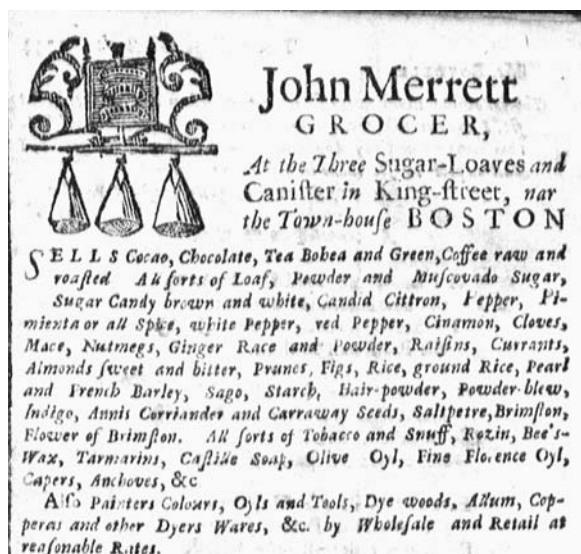 John Merrett
GROCER,
At the Three Sugar-Loaves and
Canister in King-street, nar
the Town-house BOSTON
SELLS Cocao, Chocolate, Tea Bohea and Green, Coffee raw and
roasted All sorts of Loaf, Powder and Muscovado Sugar,
Sugar Candy brown and white, Candid Cittron, Pepper, Pi-
mienta or all Spice, white Pepper, red Pepper, Cinamon, Cloves,
Mace, Nutmegs, Ginger Race and Powder, Raisins, Currants,
Almonds sweet and bitter, Prunes, Figs, Rice, ground Rice, Pearl
and French Barley, Sago, Starch, Hair-powder, Powder-blew,
Indigo, Annis Corriander and Carraway Seeds, Saltpetre, Brimston,
Flower of Brimston. All sorts of Tobacco and Snuff, Rozin, Bee's-
Wax, Tarmarins, Castille Soap, Olive Oyl, Fine Florence Oyl,
Capers, Anchoves, &c
Also Painters Colours, Oyls and Tools, Dye woods, Allum, Cop-
peras and other Dyers Wares, &c. by Wholesale and Retail at
reasonable Rates.